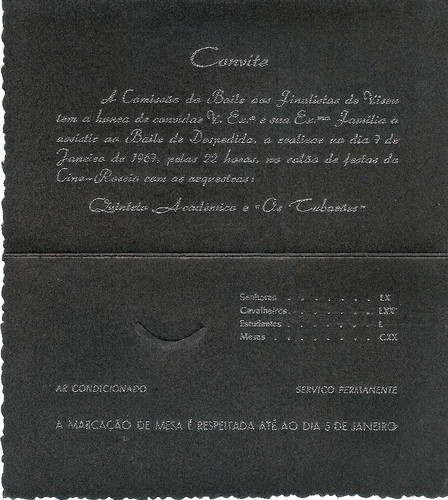 Convite
A Comissão do Baile aos Finalistas de Viseu
tem a honra de convidar V. Ex.ª e sua Ex.ᵐᵃ Família a
assistir ao Baile de Despedida, a realizar no dia 7 de
Janeiro de 1967, pelas 22 horas, no salão de festas do
Cine-Rossio com as orquestras:
Quinteto Académico e «Os Tubarões»
Senhoras . . . . . . . . LX
Cavalheiros . . . . . . . . LXX
Estudantes . . . . . . . . L
Mesas . . . . . . . . CXX
AR CONDICIONADO SERVIÇO PERMANENTE
A MARCAÇÃO DE MESA É RESPEITADA ATÉ AO DIA 5 DE JANEIRO